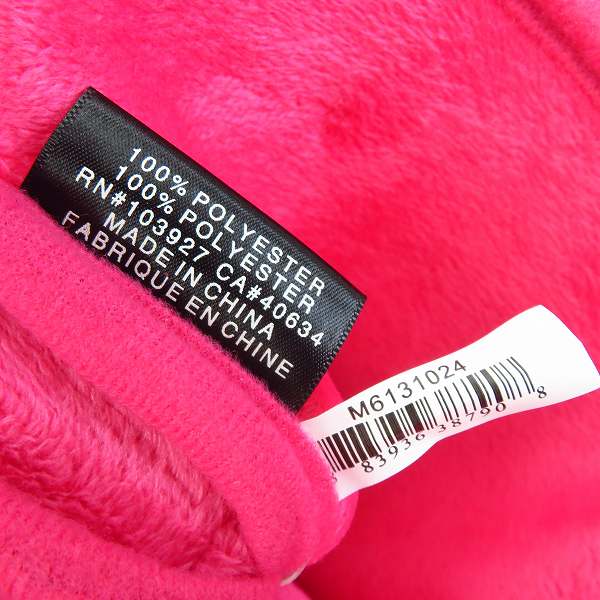 100% POLYESTER
100% POLYESTER
RN#103927 CA#40634
MADE IN CHINA
FABRIQUE EN CHINE
M6131024
83936 38790 8